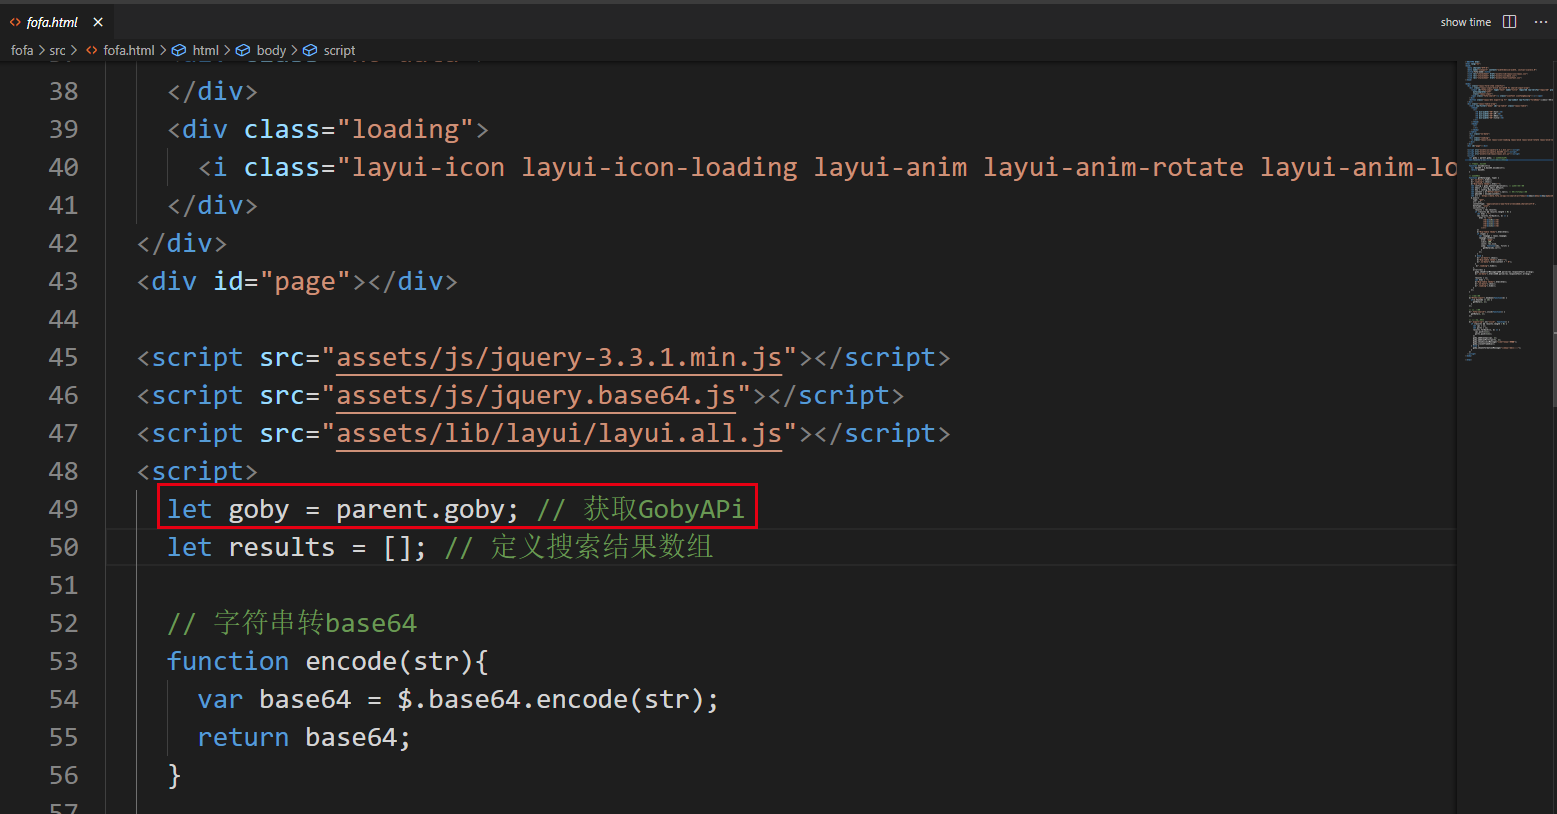 fofa.html
show time
fofa > src > fofa.html > html > body > script
38 </div>
39 <div class="loading">
40 <i class="layui-icon layui-icon-loading layui-anim layui-anim-rotate layui-anim-lo
41 </div>
42 </div>
43 <div id="page"></div>
44
45 <script src="assets/js/jquery-3.3.1.min.js"></script>
46 <script src="assets/js/jquery.base64.js"></script>
47 <script src="assets/lib/layui/layui.all.js"></script>
48 <script>
49 let goby = parent.goby; // 获取GobyAPi
50 let results = []; // 定义搜索结果数组
51
52 // 字符串转base64
53 function encode(str){
54 var base64 = $.base64.encode(str);
55 return base64;
56 }
57